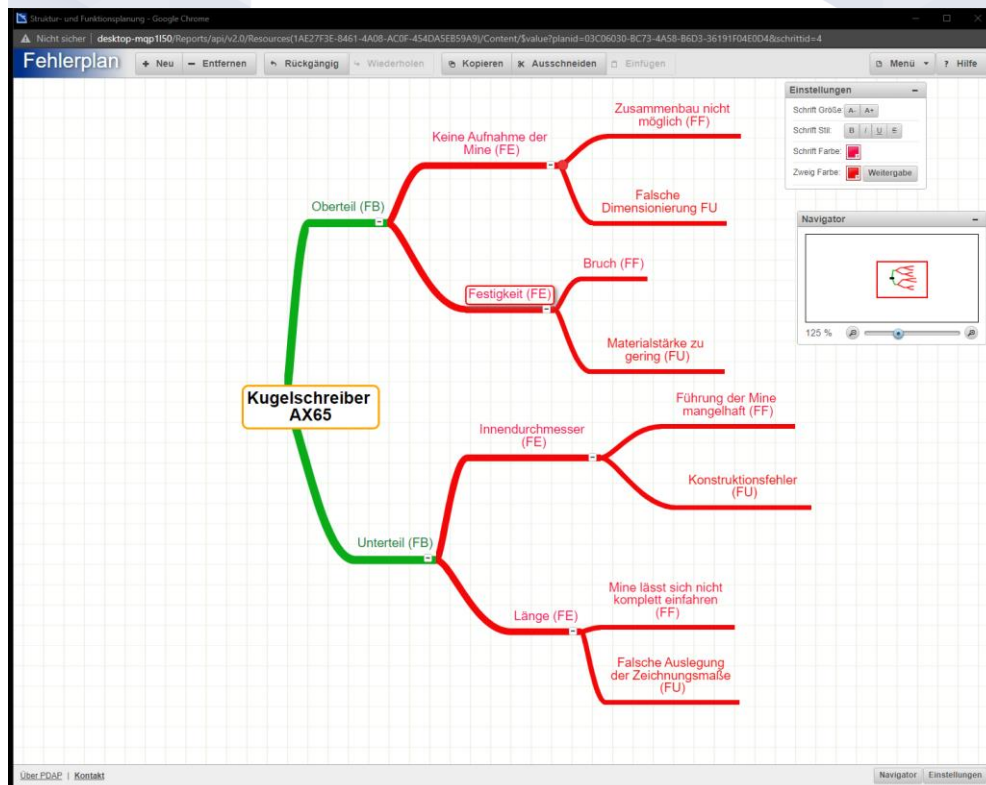 Struktur- und Funktionsplanung - Google Chrome
Nicht sicher | desktop-mqp1l50/Reports/api/v2.0/Resources(1AE27F3E-8461-4A08-AC0F-454DA5EB59A9)/Content/$value?planid=03C06030-BC73-4A58-B6D3-36191F04E0D4&schrittid=4
Fehlerplan
Neu
Entfernen
Rückgängig
Wiederholen
Kopieren
Ausschneiden
Einfügen
Menü
? Hilfe
Einstellungen
Schrift Größe: A- A+
Schrift Stil: B I U S
Schrift Farbe:
Zweig Farbe: Weitergabe
Navigator
125 %
Zusammenbau nicht
möglich (FF)
Keine Aufnahme der
Mine (FE)
Falsche
Dimensionierung FU
Oberteil (FB)
Bruch (FF)
Festigkeit (FE)
Materialstärke zu
gering (FU)
Kugelschreiber
AX65
Führung der Mine
mangelhaft (FF)
Innendurchmesser
(FE)
Konstruktionsfehler
(FU)
Unterteil (FB)
Mine lässt sich nicht
komplett einfahren
(FF)
Länge (FE)
Falsche Auslegung
der Zeichnungsmaße
(FU)
Über PDAP | Kontakt
Navigator
Einstellungen